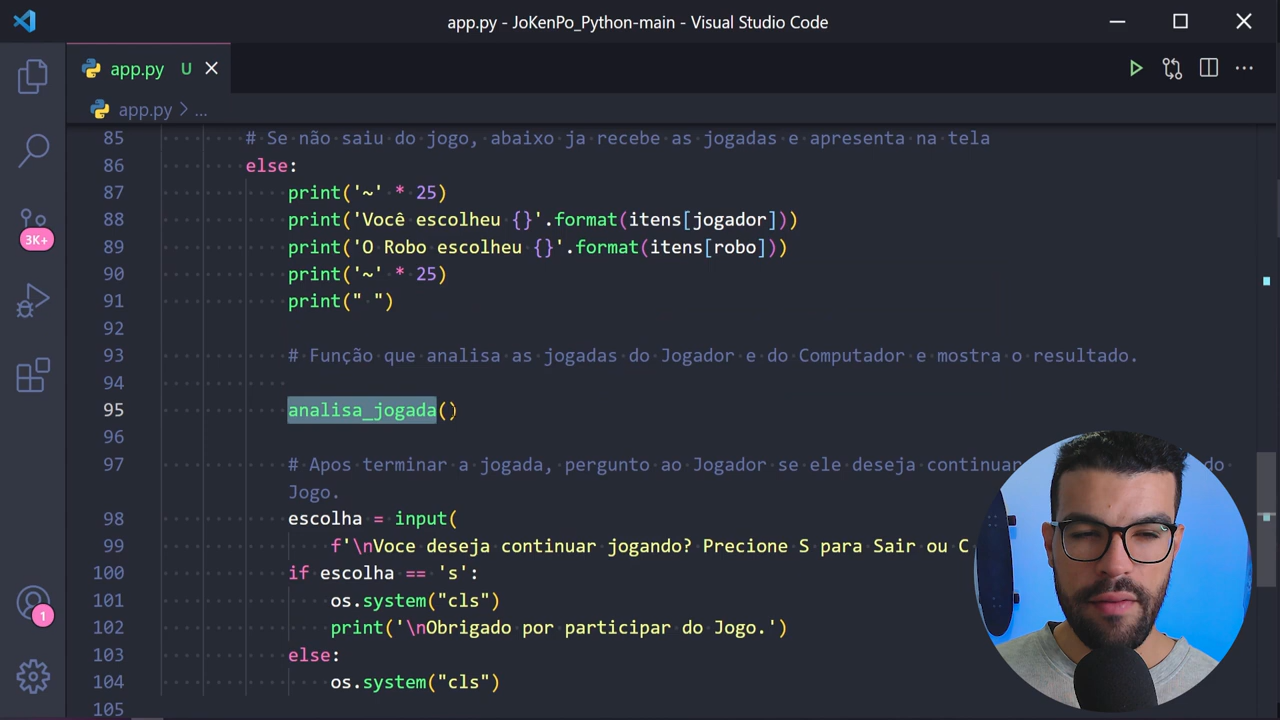 app.py - JoKenPo_Python-main - Visual Studio Code
app.py U
app.py > ...
85 # Se não saiu do jogo, abaixo ja recebe as jogadas e apresenta na tela
86 else:
87 print('~' * 25)
88 print('Você escolheu {}'.format(itens[jogador]))
89 print('O Robo escolheu {}'.format(itens[robo]))
90 print('~' * 25)
91 print(" ")
92
93 # Função que analisa as jogadas do Jogador e do Computador e mostra o resultado.
94
95 analisa_jogada()
96
97 # Apos terminar a jogada, pergunto ao Jogador se ele deseja continuar do
Jogo.
98 escolha = input(
99 f'\nVoce deseja continuar jogando? Precione S para Sair ou C
100 if escolha == 's':
101 os.system("cls")
102 print('\nObrigado por participar do Jogo.')
103 else:
104 os.system("cls")
105
3K+
1